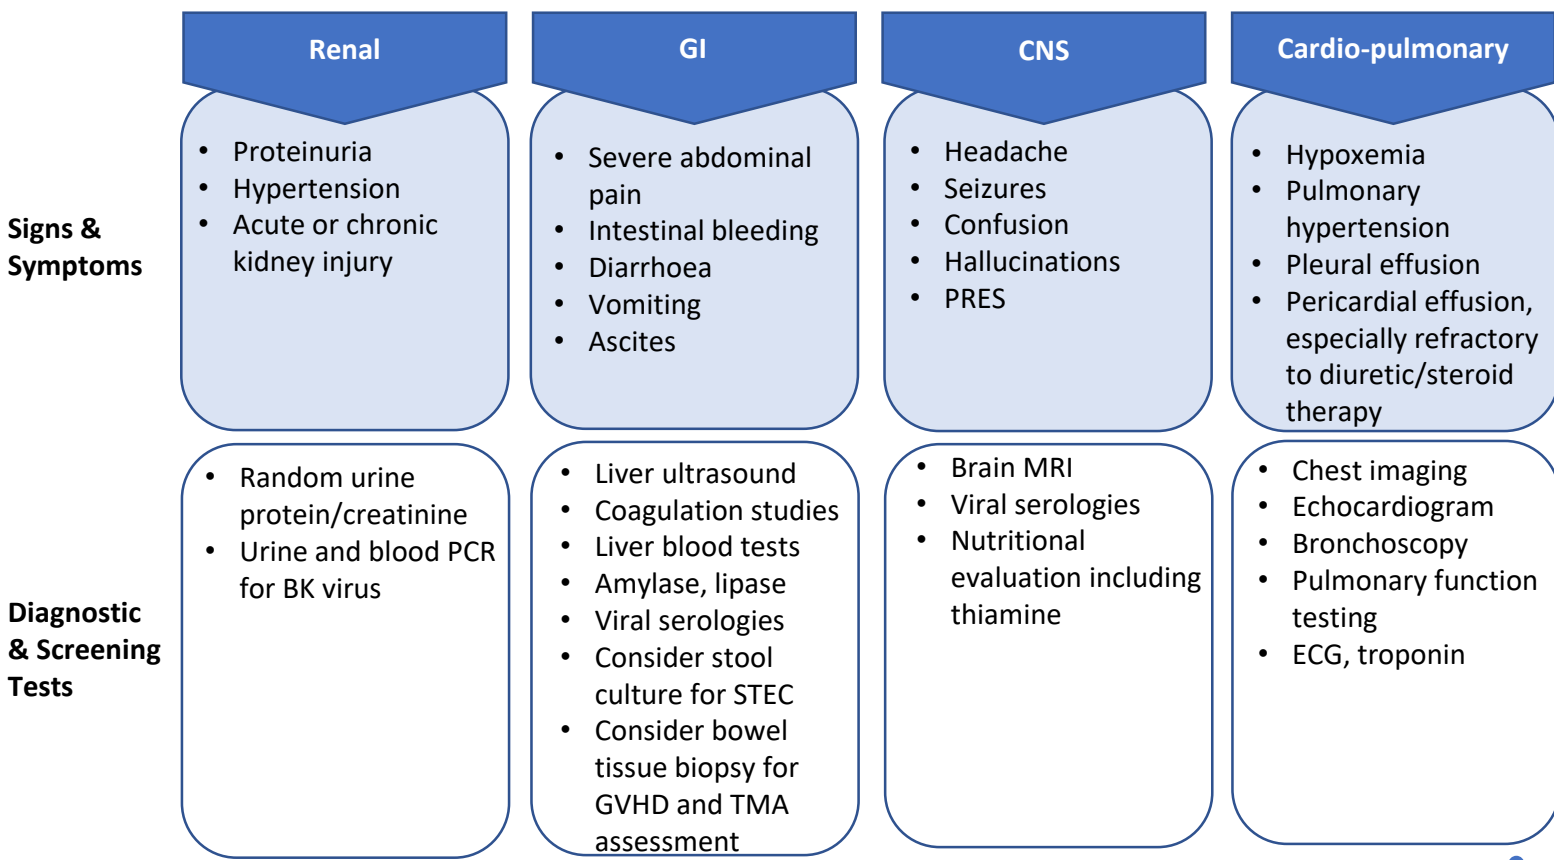 Renal
GI
CNS
Cardio-pulmonary
Signs &
Symptoms
• Proteinuria
• Hypertension
• Acute or chronic
kidney injury
• Severe abdominal
pain
• Intestinal bleeding
• Diarrhoea
• Vomiting
• Ascites
• Headache
• Seizures
• Confusion
• Hallucinations
• PRES
• Hypoxemia
• Pulmonary
hypertension
• Pleural effusion
• Pericardial effusion,
especially refractory
to diuretic/steroid
therapy
Diagnostic
& Screening
Tests
• Random urine
protein/creatinine
• Urine and blood PCR
for BK virus
• Liver ultrasound
• Coagulation studies
• Liver blood tests
• Amylase, lipase
• Viral serologies
• Consider stool
culture for STEC
• Consider bowel
tissue biopsy for
GVHD and TMA
assessment
• Brain MRI
• Viral serologies
• Nutritional
evaluation including
thiamine
• Chest imaging
• Echocardiogram
• Bronchoscopy
• Pulmonary function
testing
• ECG, troponin